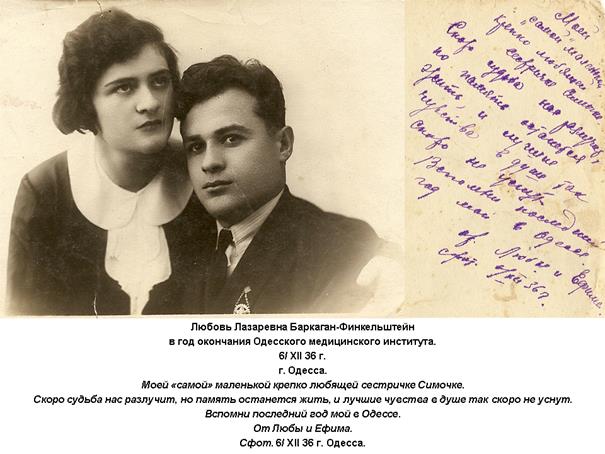 Моей
"самой" маленькой
крепко любящей
сестричке Симочке
Скоро судьба нас разлучит,
но память останется
жить, и лучшие
чувства в душе так
скоро не уснут
Вспомни последний
год мой в Одессе.
От Любы и Ефима.
Сфот. 6/XII 36 г.
Любовь Лазаревна Баркаган-Финкельштейн
в год окончания Одесского медицинского института.
6/ XII 36 г.
г. Одесса.
Моей «самой» маленькой крепко любящей сестричке Симочке.
Скоро судьба нас разлучит, но память останется жить, и лучшие чувства в душе так скоро не уснут.
Вспомни последний год мой в Одессе.
От Любы и Ефима.
Сфот. 6/ XII 36 г. Одесса.